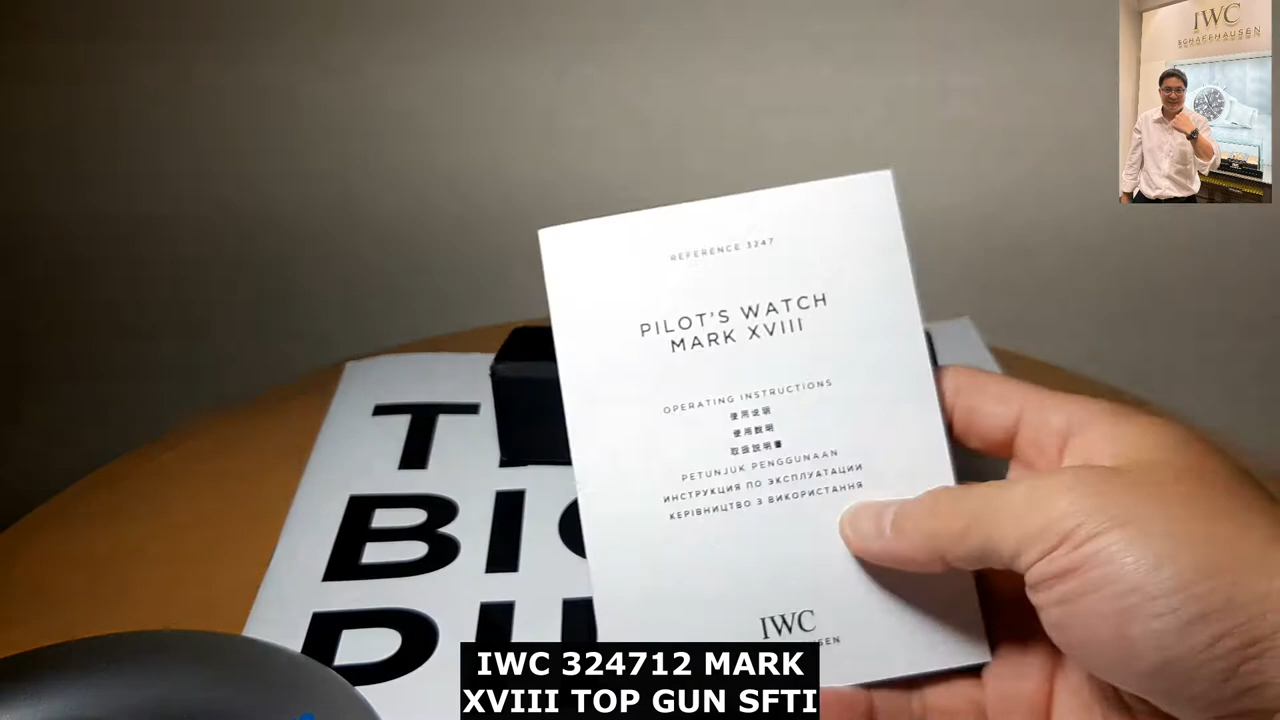 IWC
SCHAFFHAUSEN
REFERENCE 3247
PILOT'S WATCH
MARK XVIII
OPERATING INSTRUCTIONS
使用说明
使用說明
取扱説明書
PETUNJUK PENGGUNAAN
ИНСТРУКЦИЯ ПО ЭКСПЛУАТАЦИИ
КЕРІВНИЦТВО З ВИКОРИСТАННЯ
IWC
IWC 324712 MARK
XVIII TOP GUN SFTI